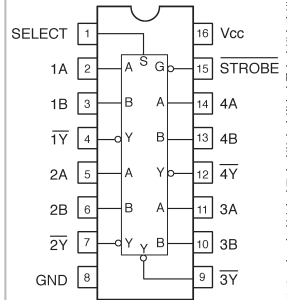 SELECT 1 16 Vcc
1A 2 A S G 15 STROBE
1B 3 B A 14 4A
1Y 4 Y B 13 4B
2A 5 A Y 12 4Y
2B 6 B A 11 3A
2Y 7 Y Y B 10 3B
GND 8 9 3Y